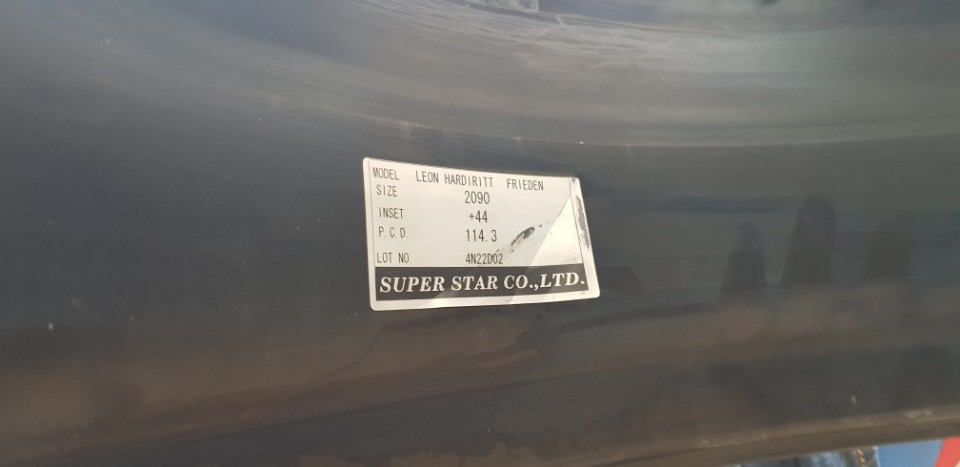 MODEL LEON HARDIRITT FRIEDEN
SIZE 2090
INSET +44
P.C.D. 114.3
LOT NO 4N22D02
SUPER STAR CO.,LTD.